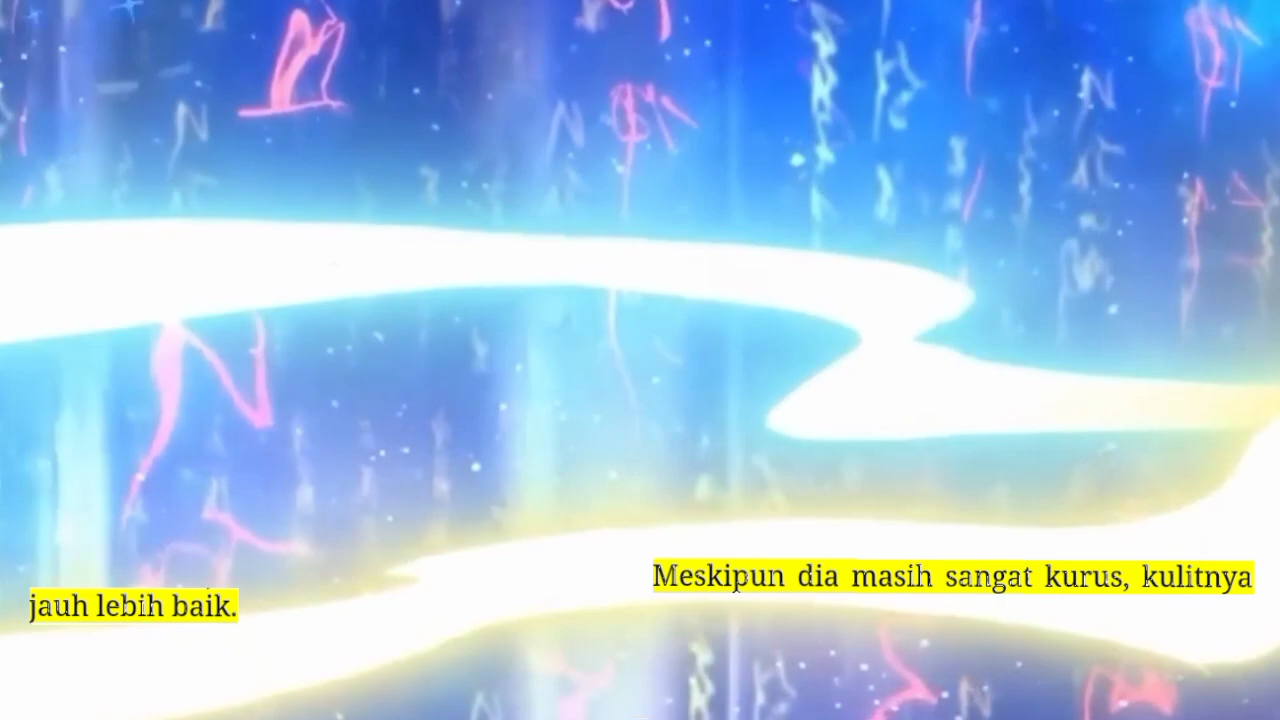 Meskipun dia masih sangat kurus, kulitnya
jauh lebih baik.